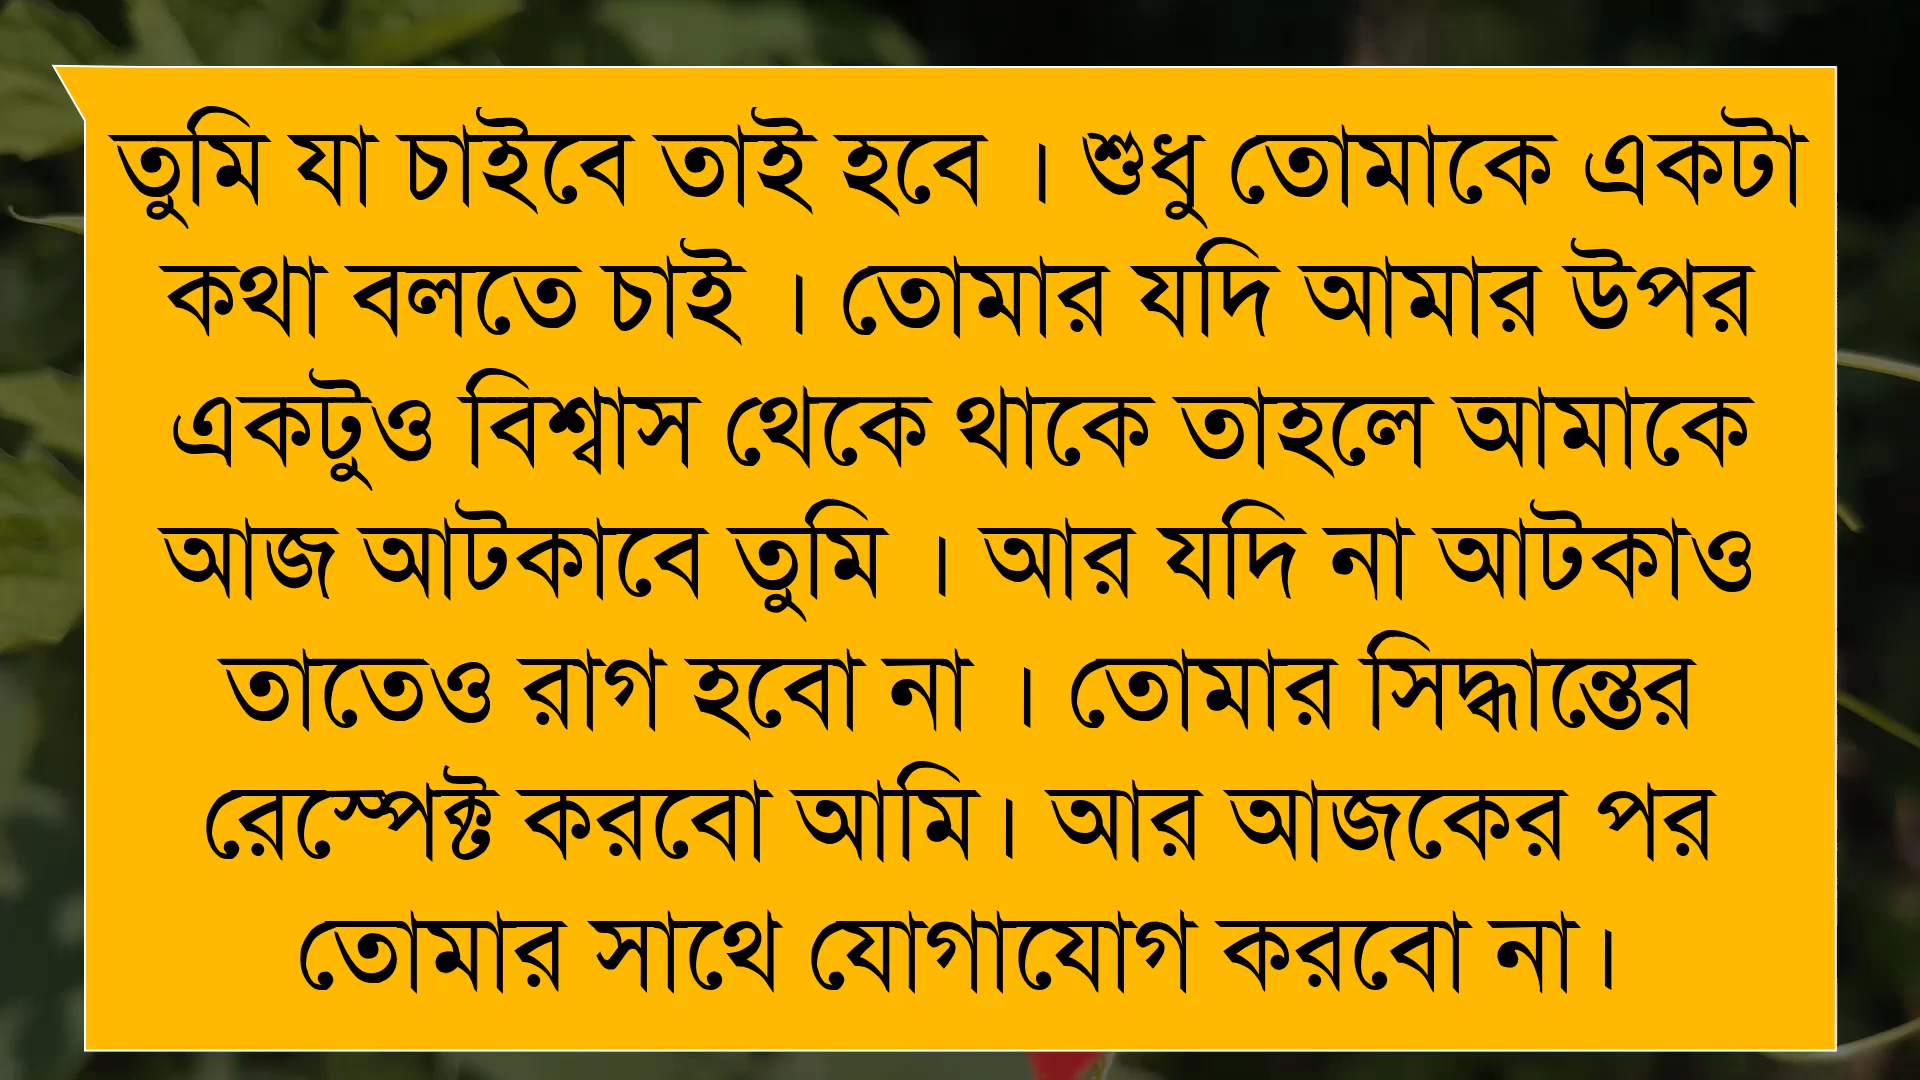 তুমি যা চাইবে তাই হবে । শুধু তোমাকে একটা
কথা বলতে চাই । তোমার যদি আমার উপর
একটুও বিশ্বাস থেকে থাকে তাহলে আমাকে
আজ আটকাবে তুমি । আর যদি না আটকাও
তাতেও রাগ হবো না । তোমার সিদ্ধান্তের
রেস্পেক্ট করবো আমি। আর আজকের পর
তোমার সাথে যোগাযোগ করবো না।